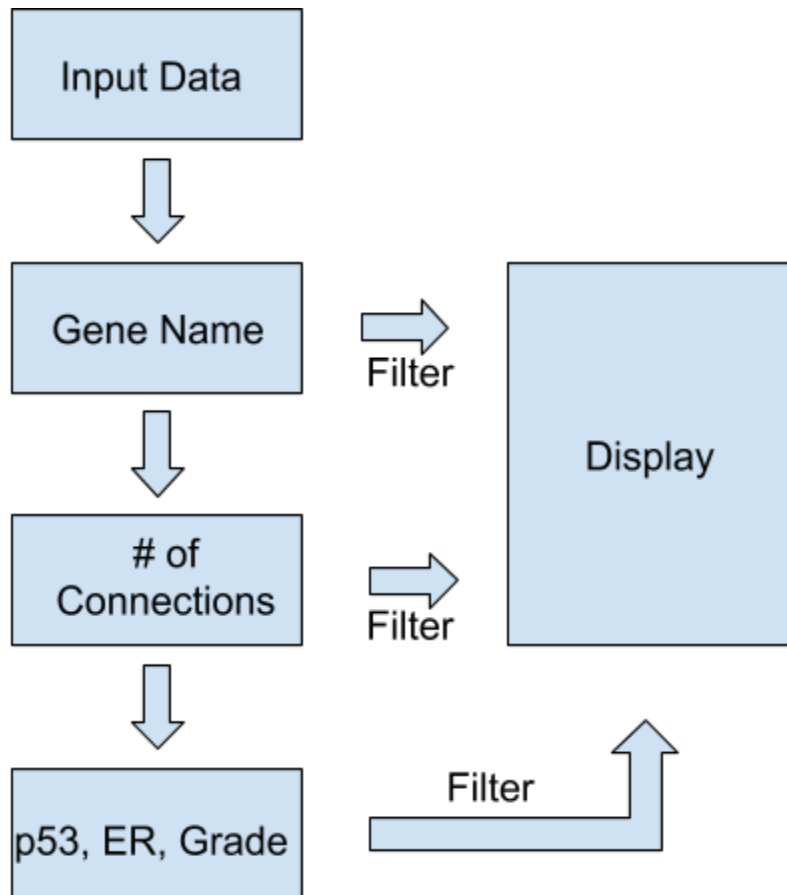 Input Data
Gene Name
Filter
Display
# of
Connections
Filter
Filter
p53, ER, Grade